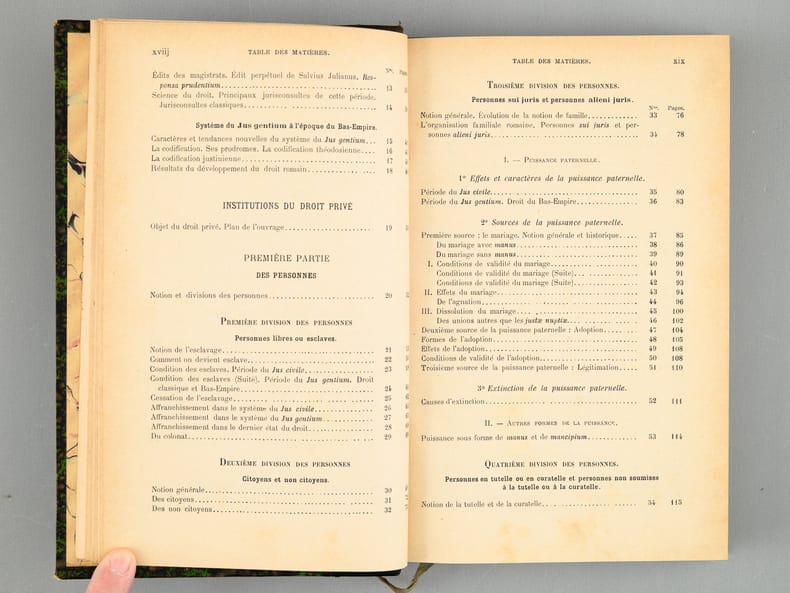 xviij TABLE DES MATIÈRES.
Nos. Pages.
Édits des magistrats. Édit perpétuel de Salvius Julianus. Res-
ponsa prudentium 13
Science du droit. Principaux jurisconsultes de cette période.
Jurisconsultes classiques 14
Système du Jus gentium à l'époque du Bas-Empire.
Caractères et tendances nouvelles du système du Jus gentium 15
La codification. Ses prodromes. La codification théodosienne 16
La codification justinienne 17
Résultats du développement du droit romain 18
INSTITUTIONS DU DROIT PRIVÉ
Objet du droit privé. Plan de l'ouvrage 19
PREMIÈRE PARTIE
DES PERSONNES
Notion et divisions des personnes 20
PREMIÈRE DIVISION DES PERSONNES
Personnes libres ou esclaves.
Notion de l'esclavage 21
Comment on devient esclave 22
Condition des esclaves. Période du Jus civile 23
Condition des esclaves (Suite). Période du Jus gentium. Droit
classique et Bas-Empire 24
Cessation de l'esclavage 25
Affranchissement dans le système du Jus civile 26
Affranchissement dans le système du Jus gentium 27
Affranchissement dans le dernier état du droit 28
Du colonat 29
DEUXIÈME DIVISION DES PERSONNES
Citoyens et non citoyens.
Notion générale 30
Des citoyens 31
Des non citoyens 32
TABLE DES MATIÈRES. xix
TROISIÈME DIVISION DES PERSONNES.
Personnes sui juris et personnes alieni juris.
Nos. Pages.
Notion générale. Évolution de la notion de famille 33 76
L'organisation familiale romaine. Personnes sui juris et per-
sonnes alieni juris 34 78
I. — PUISSANCE PATERNELLE.
1° Effets et caractères de la puissance paternelle.
Période du Jus civile 35 80
Période du Jus gentium. Droit du Bas-Empire 36 83
2° Sources de la puissance paternelle.
Première source : le mariage. Notion générale et historique 37 85
Du mariage avec manus 38 86
Du mariage sans manus 39 89
I. Conditions de validité du mariage 40 90
Conditions de validité du mariage (Suite) 41 91
Conditions de validité du mariage (Suite) 42 93
II. Effets du mariage 43 94
De l'agnation 44 96
III. Dissolution du mariage 45 100
Des unions autres que les justæ nuptiæ 46 102
Deuxième source de la puissance paternelle : Adoption 47 104
Formes de l'adoption 48 105
Effets de l'adoption 49 108
Conditions de validité de l'adoption 50 108
Troisième source de la puissance paternelle : Légitimation 51 110
3° Extinction de la puissance paternelle.
Causes d'extinction 52 111
II. — AUTRES FORMES DE LA PUISSANCE.
Puissance sous forme de manus et de mancipium 53 114
QUATRIÈME DIVISION DES PERSONNES.
Personnes en tutelle ou en curatelle et personnes non soumises
à la tutelle ou à la curatelle.
Notion de la tutelle et de la curatelle 54 115